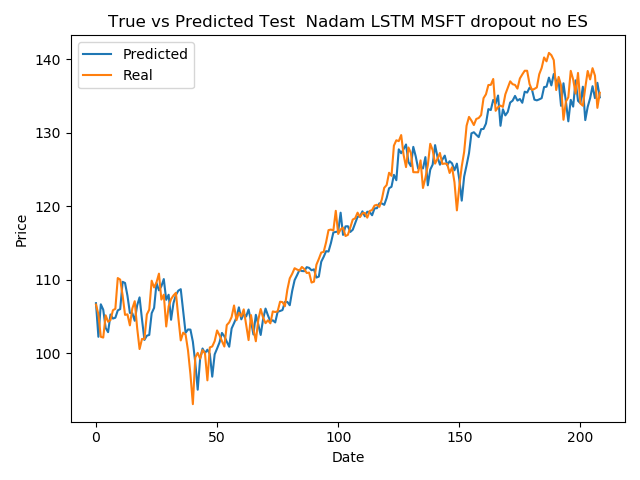 True vs Predicted Test  Nadam LSTM MSFT dropout no ES
Predicted
Real
140
130
120
110
100
Price
0 50 100 150 200
Date